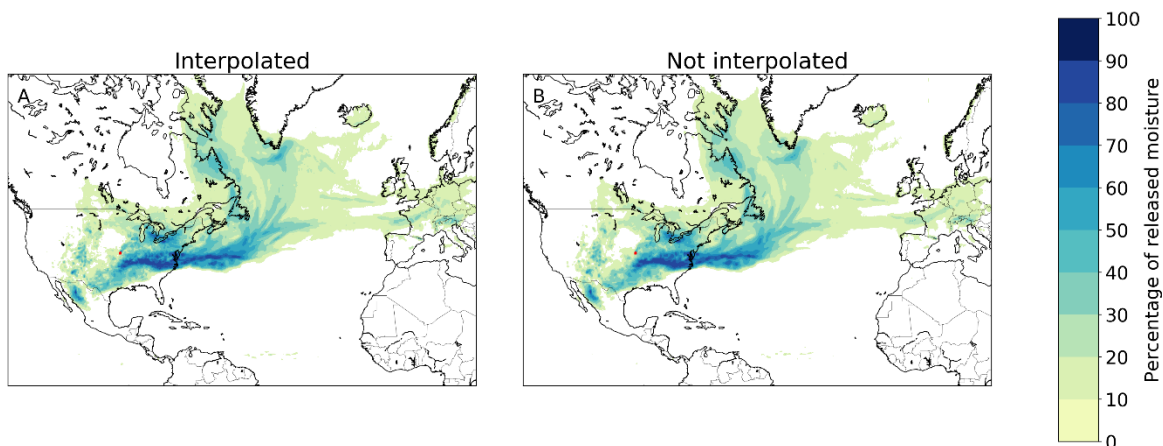 Interpolated
A
Not interpolated
B
100
90
80
70
60
50
40
30
20
10
0
Percentage of released moisture